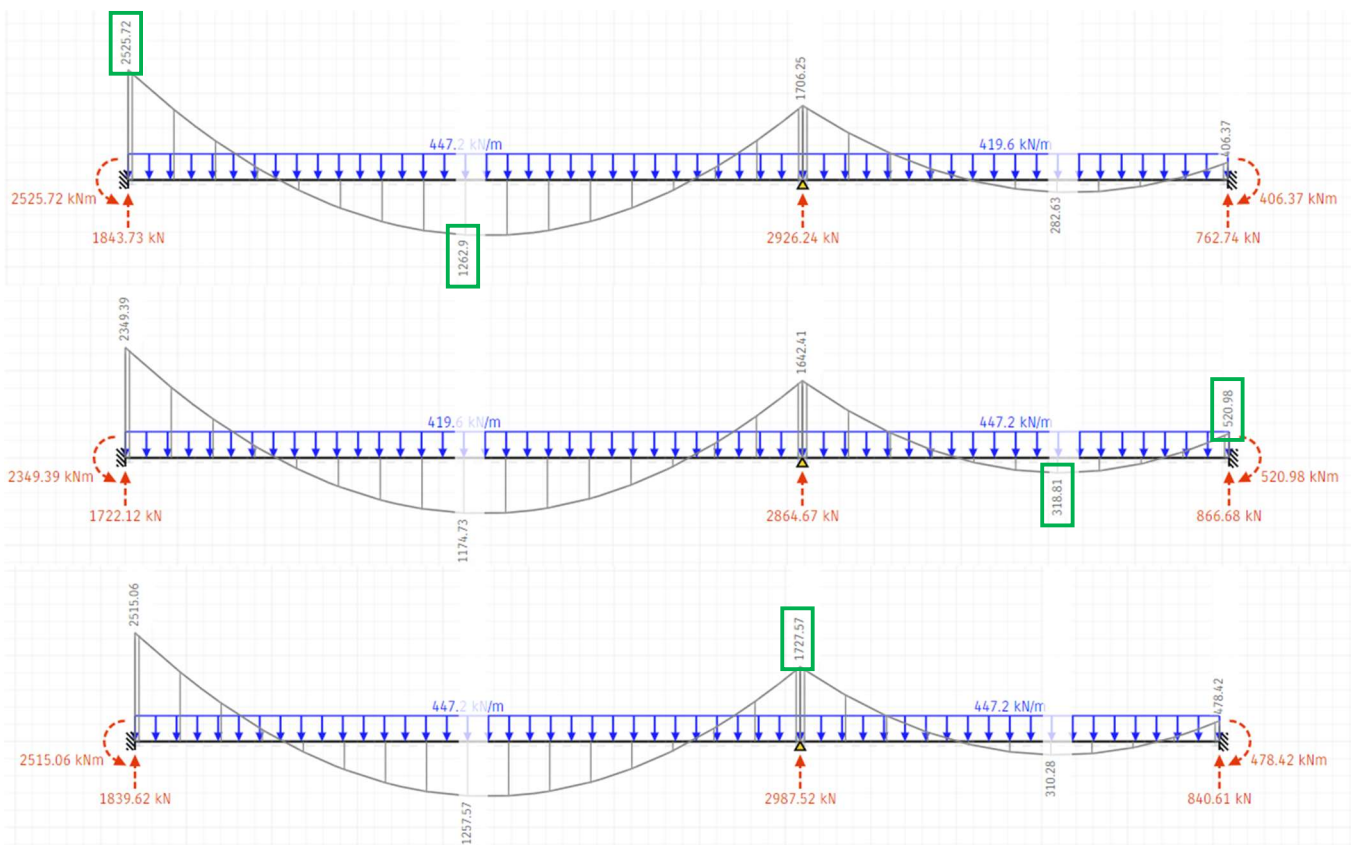 2525.72
1706.25
447.2 kN/m
419.6 kN/m
406.37
2525.72 kNm
406.37 kNm
1843.73 kN
1262.9
2926.24 kN
282.63
762.74 kN
2349.39
1642.41
419.6 kN/m
447.2 kN/m
520.98
2349.39 kNm
520.98 kNm
1722.12 kN
1174.73
2864.67 kN
318.81
866.68 kN
2515.06
1727.57
447.2 kN/m
447.2 kN/m
478.42
2515.06 kNm
478.42 kNm
1839.62 kN
1257.57
2987.52 kN
310.28
840.61 kN